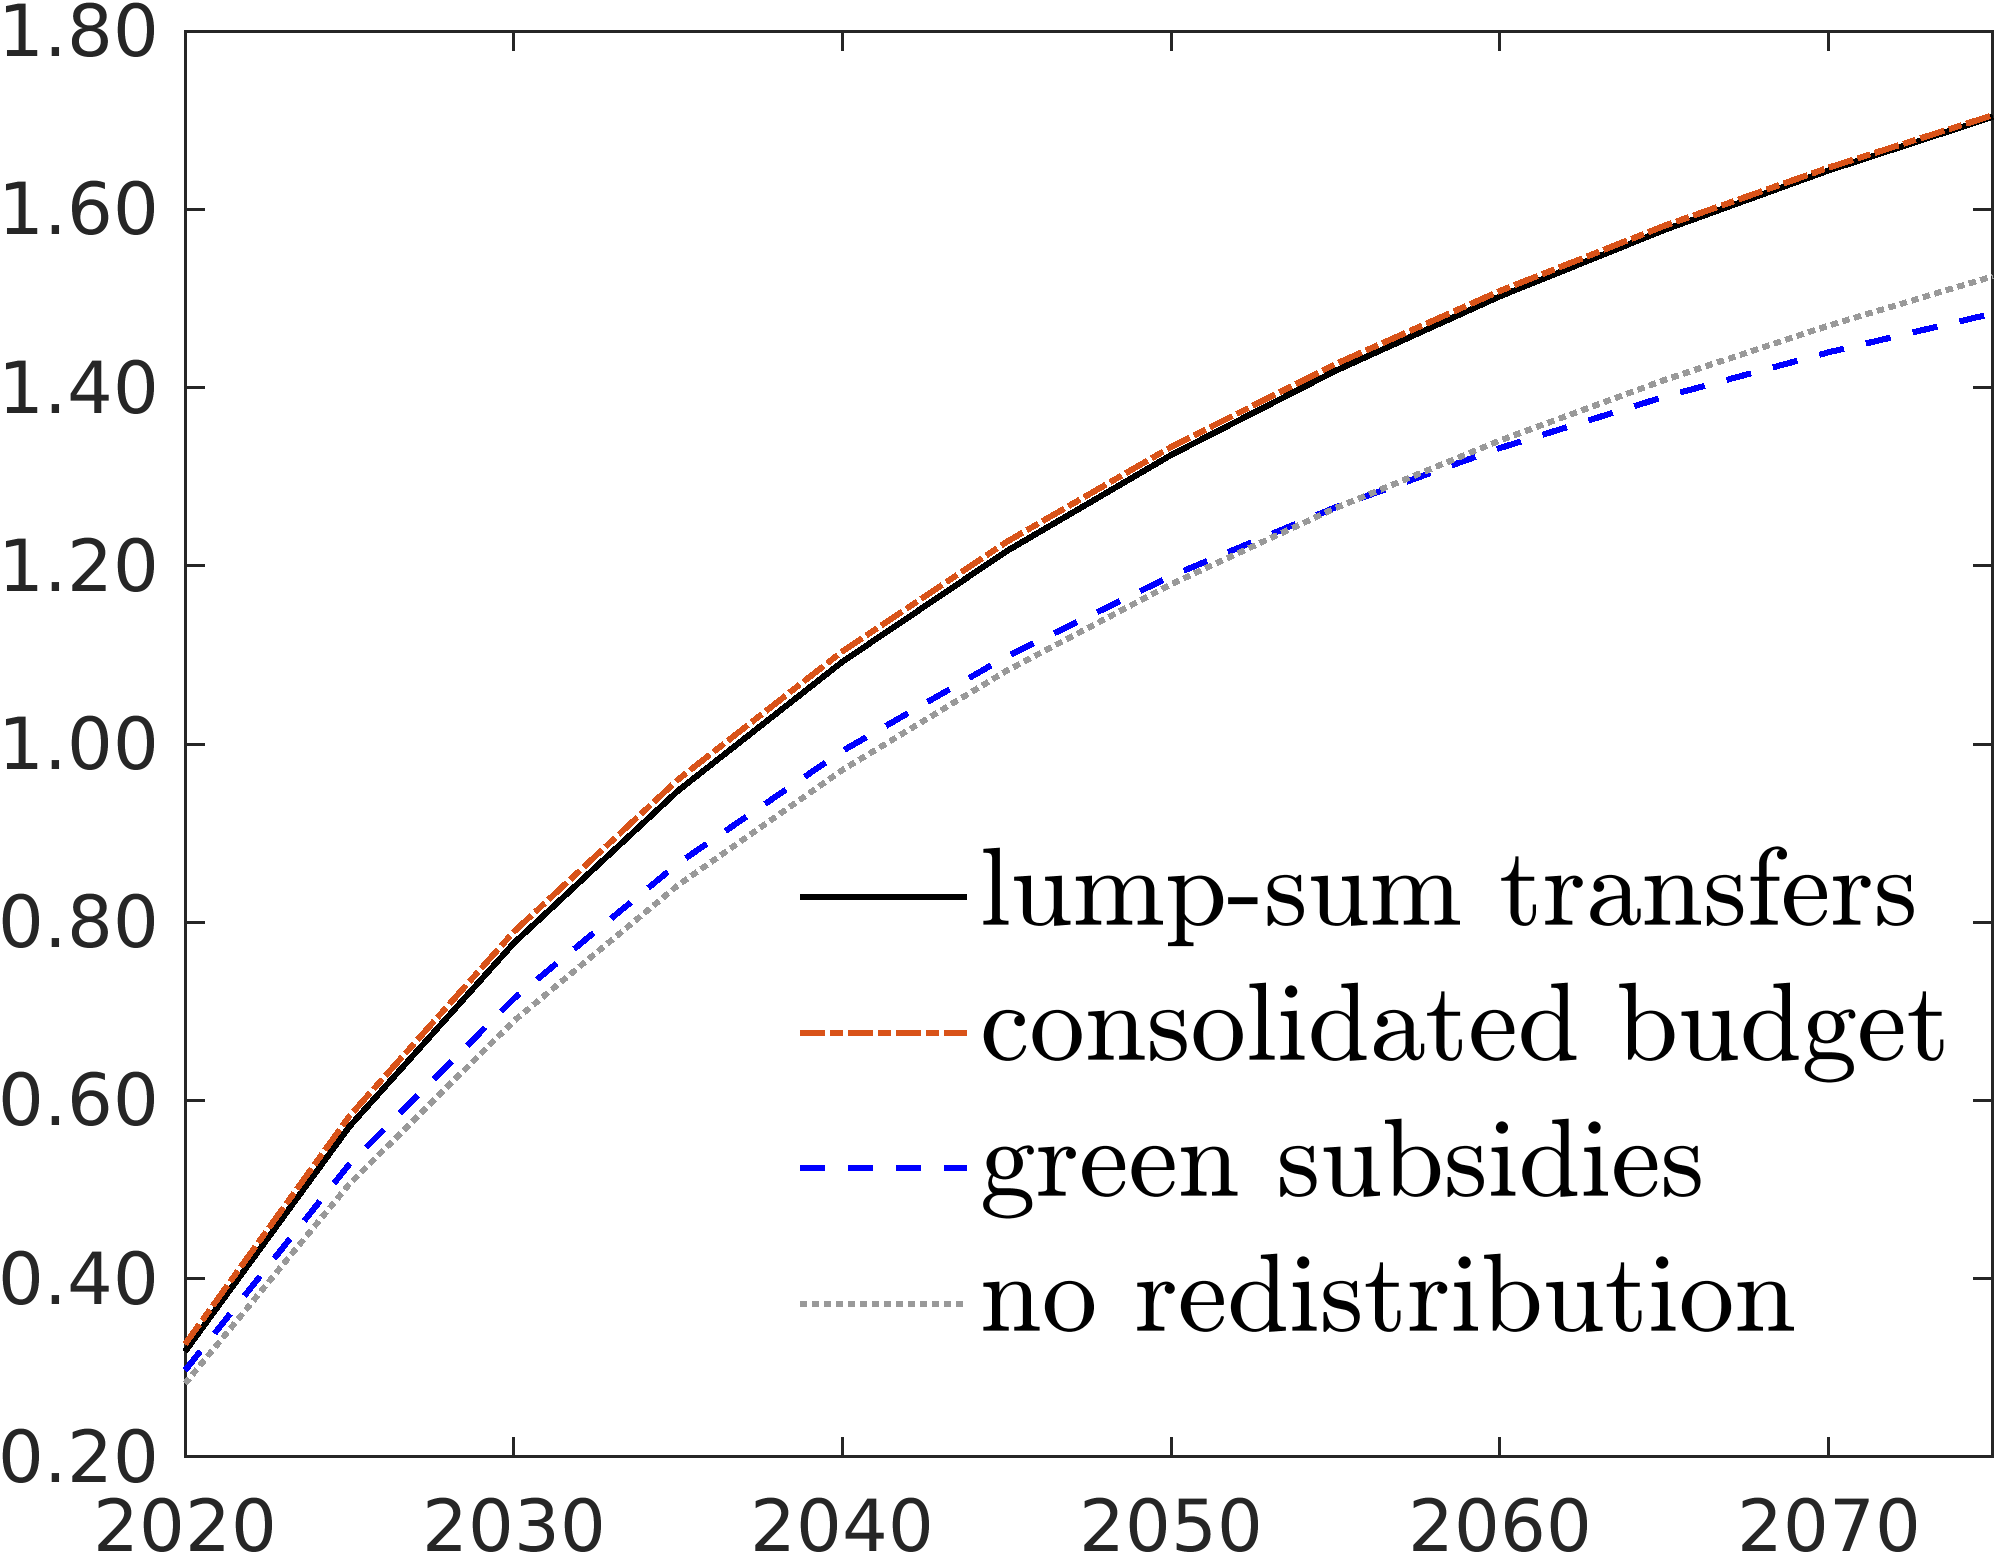 1.80
1.60
1.40
1.20
1.00
0.80
0.60
0.40
0.20
2020 2030 2040 2050 2060 2070
lump-sum transfers
consolidated budget
green subsidies
no redistribution